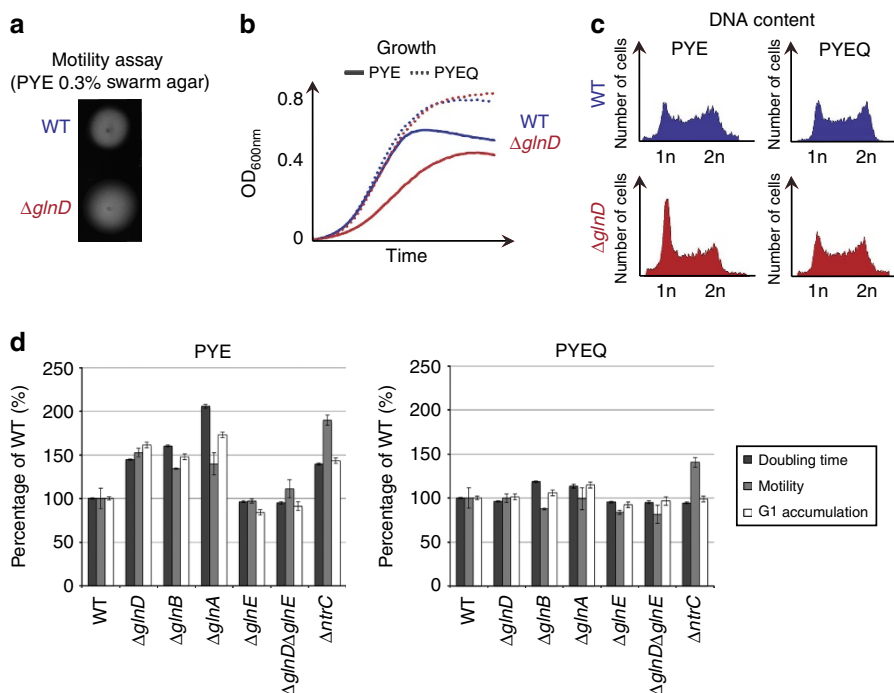 a
Motility assay
(PYE 0.3% swarm agar)
WT
ΔglnD
b
Growth
PYE
PYEQ
0.8
0.4
0
OD600nm
Time
WT
ΔglnD
c
DNA content
PYE
PYEQ
WT
Number of cells
1n
2n
Number of cells
1n
2n
ΔglnD
Number of cells
1n
2n
Number of cells
1n
2n
d
PYE
Percentage of WT (%)
250
200
150
100
50
0
WT
ΔglnD
ΔglnB
ΔglnA
ΔglnE
ΔglnDΔglnE
ΔntrC
PYEQ
Percentage of WT (%)
250
200
150
100
50
0
WT
ΔglnD
ΔglnB
ΔglnA
ΔglnE
ΔglnDΔglnE
ΔntrC
Doubling time
Motility
G1 accumulation